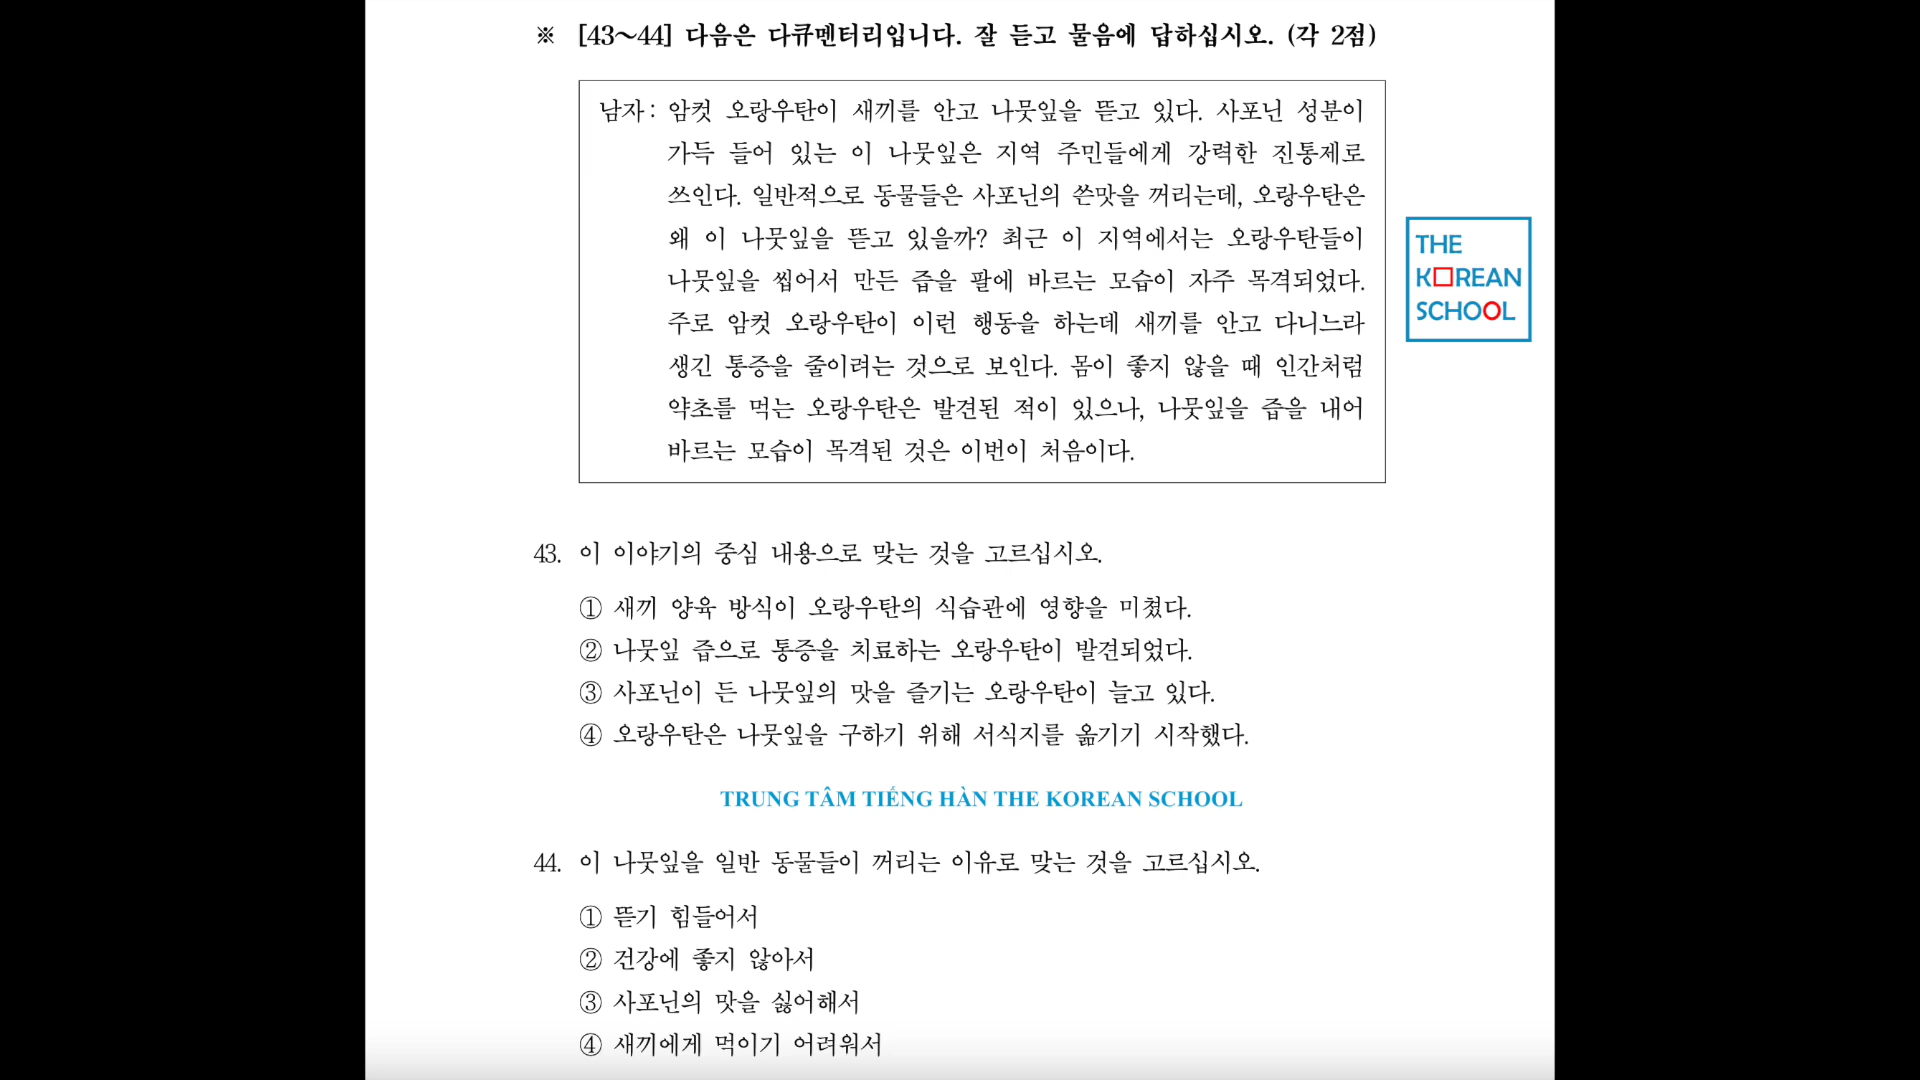 ※ [43～44] 다음은 다큐멘터리입니다. 잘 듣고 물음에 답하십시오. (각 2점)
남자 : 암컷 오랑우탄이 새끼를 안고 나뭇잎을 뜯고 있다. 사포닌 성분이
가득 들어 있는 이 나뭇잎은 지역 주민들에게 강력한 진통제로
쓰인다. 일반적으로 동물들은 사포닌의 쓴맛을 꺼리는데, 오랑우탄은
왜 이 나뭇잎을 뜯고 있을까? 최근 이 지역에서는 오랑우탄들이
나뭇잎을 씹어서 만든 즙을 팔에 바르는 모습이 자주 목격되었다.
주로 암컷 오랑우탄이 이런 행동을 하는데 새끼를 안고 다니느라
생긴 통증을 줄이려는 것으로 보인다. 몸이 좋지 않을 때 인간처럼
약초를 먹는 오랑우탄은 발견된 적이 있으나, 나뭇잎을 즙을 내어
바르는 모습이 목격된 것은 이번이 처음이다.
THE
KOREAN
SCHOOL
43. 이 이야기의 중심 내용으로 맞는 것을 고르십시오.
① 새끼 양육 방식이 오랑우탄의 식습관에 영향을 미쳤다.
② 나뭇잎 즙으로 통증을 치료하는 오랑우탄이 발견되었다.
③ 사포닌이 든 나뭇잎의 맛을 즐기는 오랑우탄이 늘고 있다.
④ 오랑우탄은 나뭇잎을 구하기 위해 서식지를 옮기기 시작했다.
TRUNG TÂM TIẾNG HÀN THE KOREAN SCHOOL
44. 이 나뭇잎을 일반 동물들이 꺼리는 이유로 맞는 것을 고르십시오.
① 뜯기 힘들어서
② 건강에 좋지 않아서
③ 사포닌의 맛을 싫어해서
④ 새끼에게 먹이기 어려워서